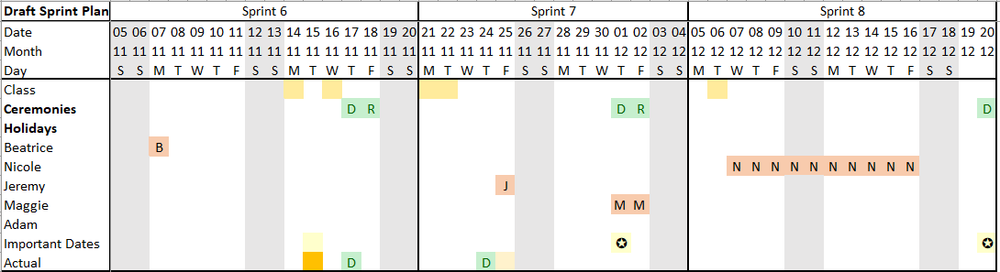 Draft Sprint Plan Sprint 6 Sprint 7 Sprint 8
Date 05 06 07 08 09 10 11 12 13 14 15 16 17 18 19 20 21 22 23 24 25 26 27 28 29 30 01 02 03 04 05 06 07 08 09 10 11 12 13 14 15 16 17 18 19 20
Month 11 11 11 11 11 11 11 11 11 11 11 11 11 11 11 11 11 11 11 11 11 11 11 11 11 11 12 12 12 12 12 12 12 12 12 12 12 12 12 12 12 12 12 12 12 12
Day S S M T W T F S S M T W T F S S M T W T F S S M T W T F S S M T W T F S S M T W T F S S
Class
Ceremonies D R D R D
Holidays
Beatrice B
Nicole N N N N N N N N N N
Jeremy J
Maggie M M
Adam
Important Dates ✪ ✪
Actual D D